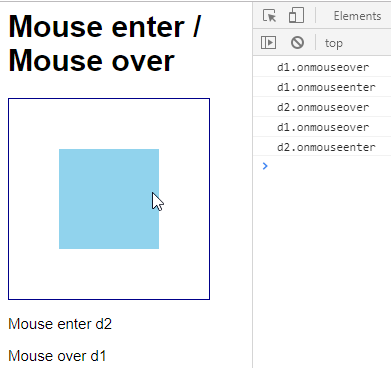 Mouse enter /
Mouse over
Mouse enter d2
Mouse over d1
Elements
top
d1.onmouseover
d1.onmouseenter
d2.onmouseover
d1.onmouseover
d2.onmouseenter